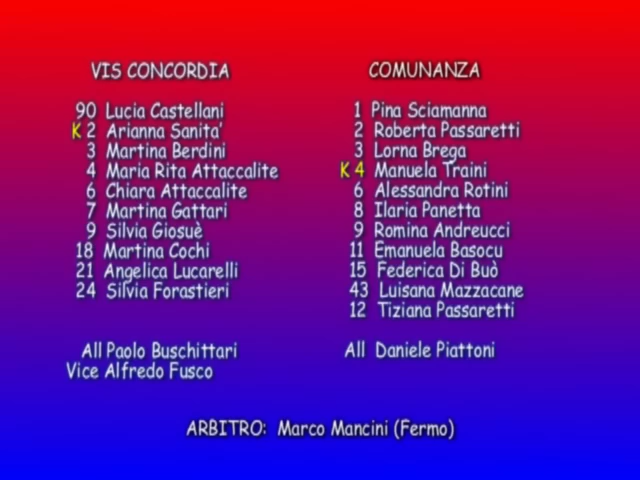 VIS CONCORDIA
90 Lucia Castellani
K 2 Arianna Sanita'
3 Martina Berdini
4 Maria Rita Attaccalite
6 Chiara Attaccalite
7 Martina Gattari
9 Silvia Giosuè
18 Martina Cochi
21 Angelica Lucarelli
24 Silvia Forastieri
All Paolo Buschittari
Vice Alfredo Fusco
COMUNANZA
1 Pina Sciamanna
2 Roberta Passaretti
3 Lorna Brega
K 4 Manuela Traini
6 Alessandra Rotini
8 Ilaria Panetta
9 Romina Andreucci
11 Emanuela Basocu
15 Federica Di Buò
43 Luisana Mazzacane
12 Tiziana Passaretti
All Daniele Piattoni
ARBITRO: Marco Mancini (Fermo)